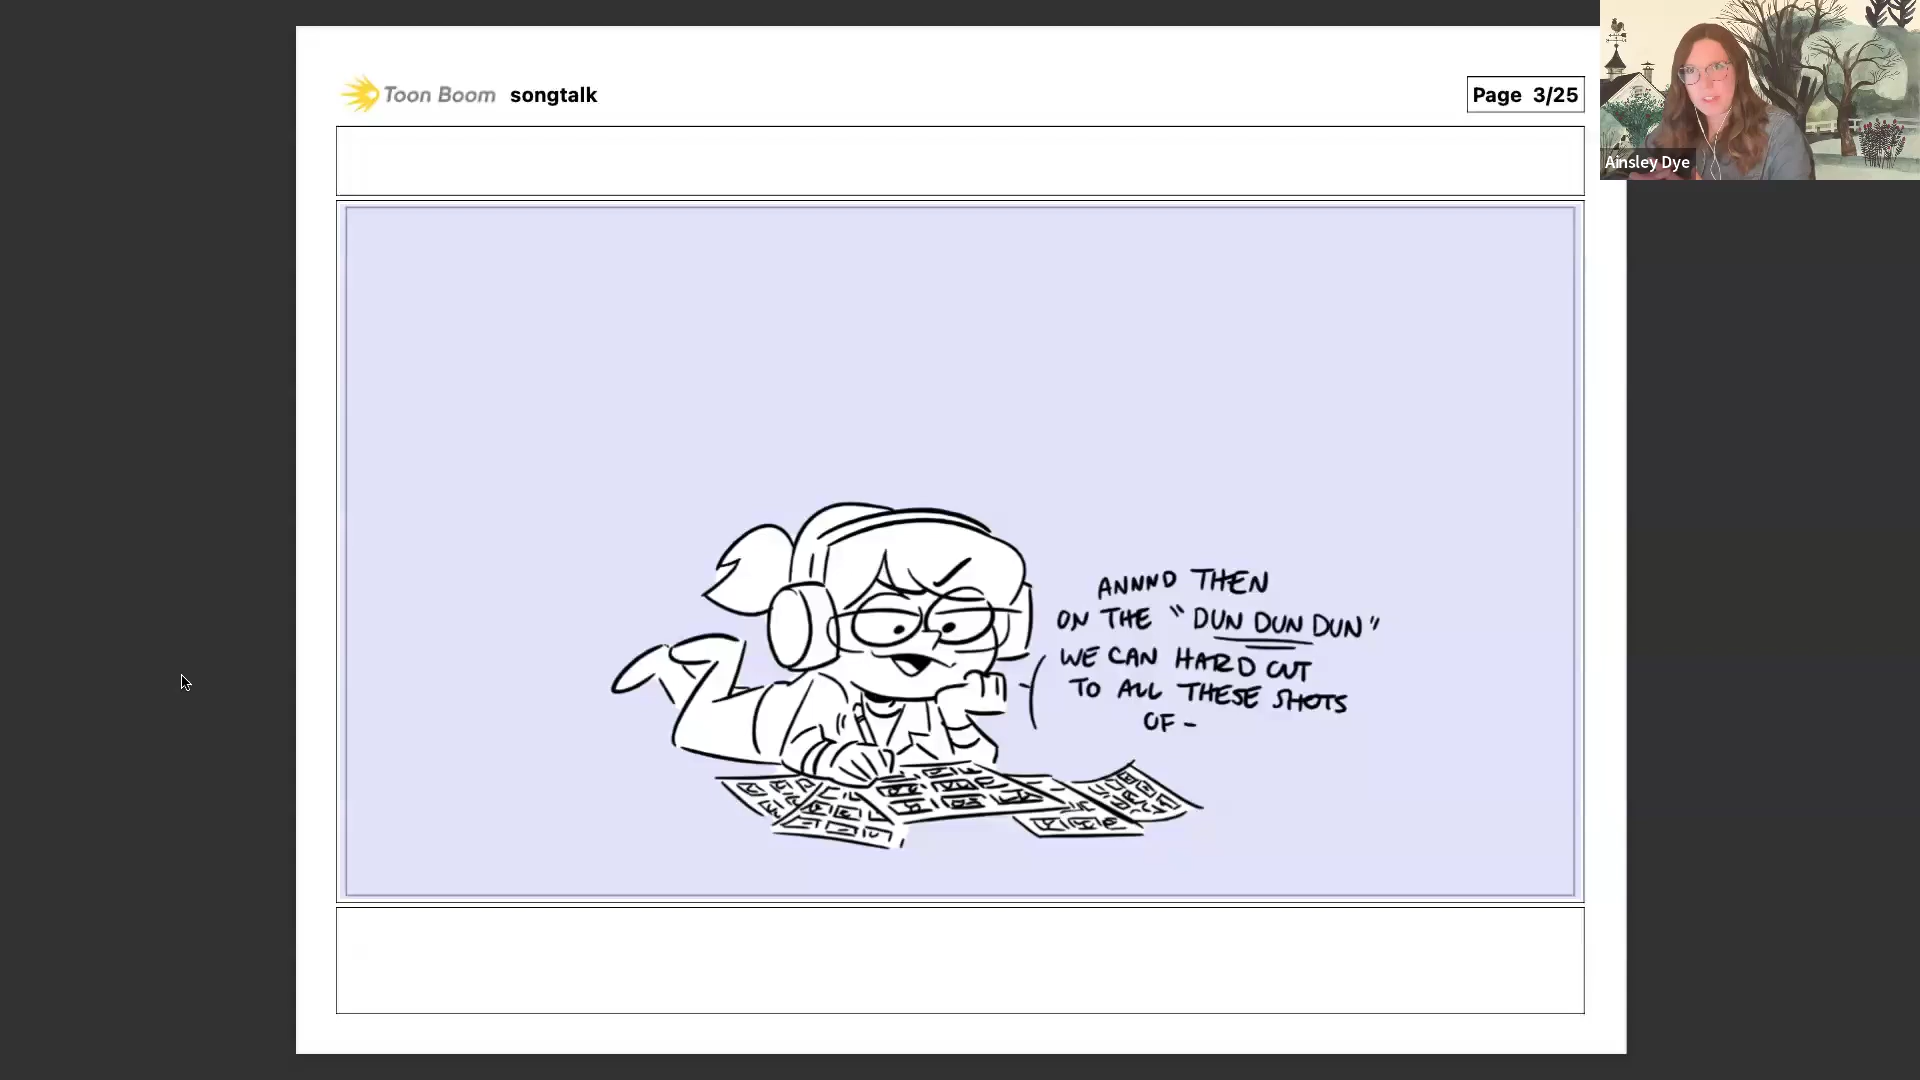 Toon Boom songtalk
Page 3/25
Ainsley Dye
ANNND THEN
ON THE "DUN DUN DUN"
WE CAN HARD CUT
TO ALL THESE SHOTS
OF -